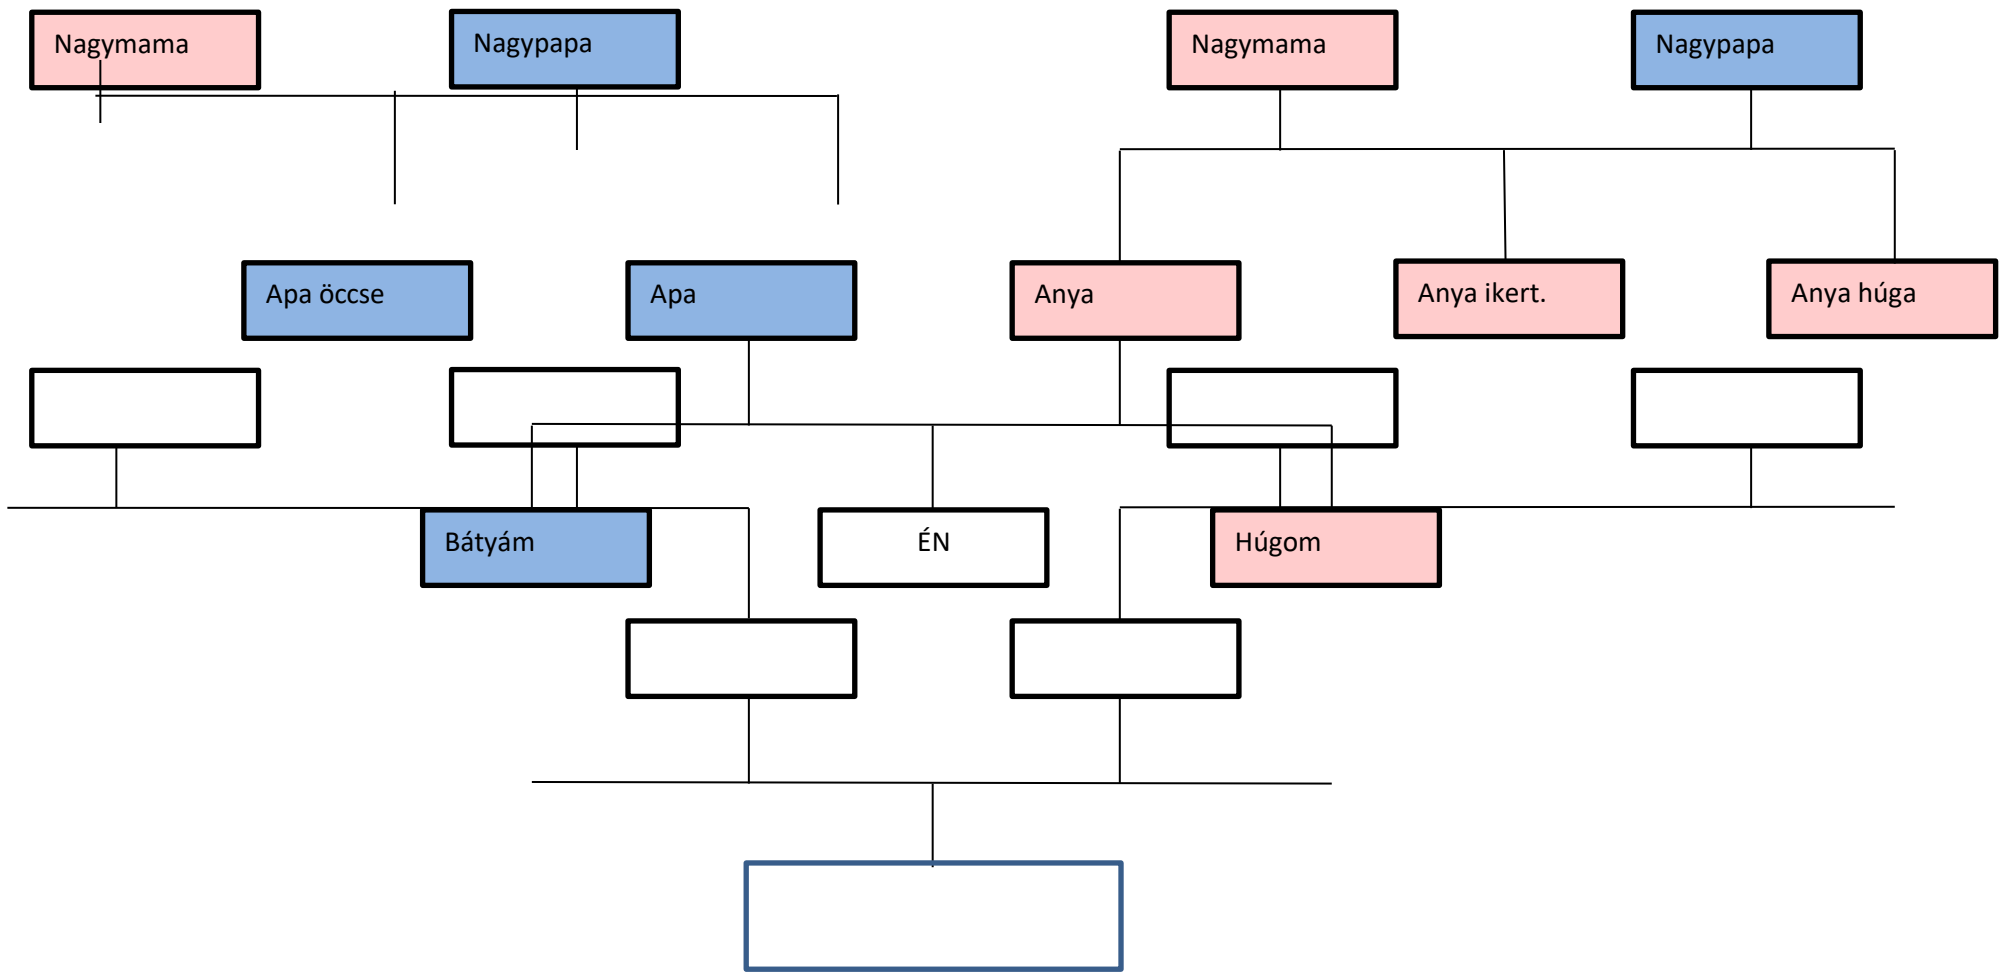 Nagymama
Nagypapa
Nagymama
Nagypapa
Apa öccse
Apa
Anya
Anya ikert.
Anya húga
Bátyám
ÉN
Húgom